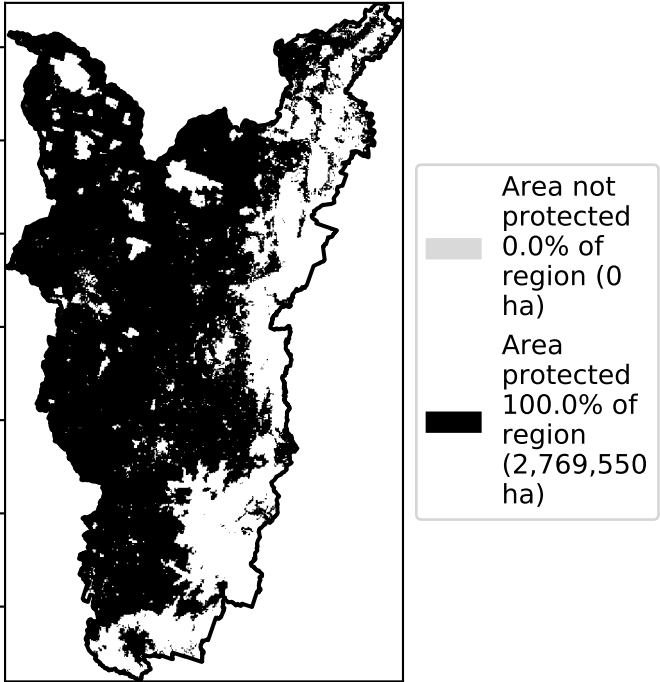 Area not
protected
0.0% of
region (0
ha)
Area
protected
100.0% of
region
(2,769,550
ha)